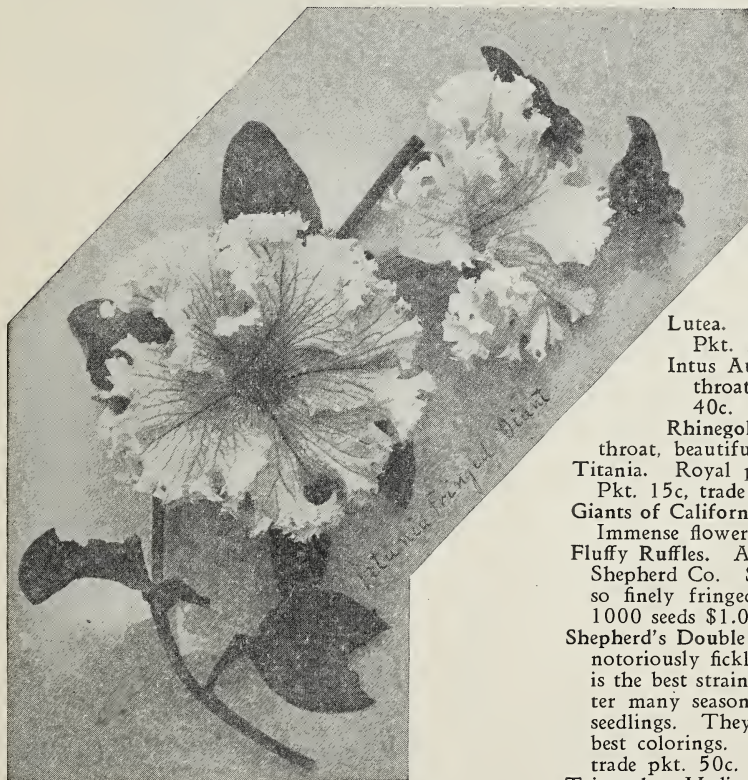 Petunia Fringed Giant
Lutea.
Pkt.
Intus Au
throat
40c.
Rhinegol
throat, beautifu
Titania. Royal p
Pkt. 15c, trade
Giants of Californ
Immense flower
Fluffy Ruffles. A
Shepherd Co. S
so finely fringed
1000 seeds $1.0
Shepherd's Double
notoriously fickl
is the best strain
ter many season
seedlings. They
best colorings.
trade pkt. 50c.